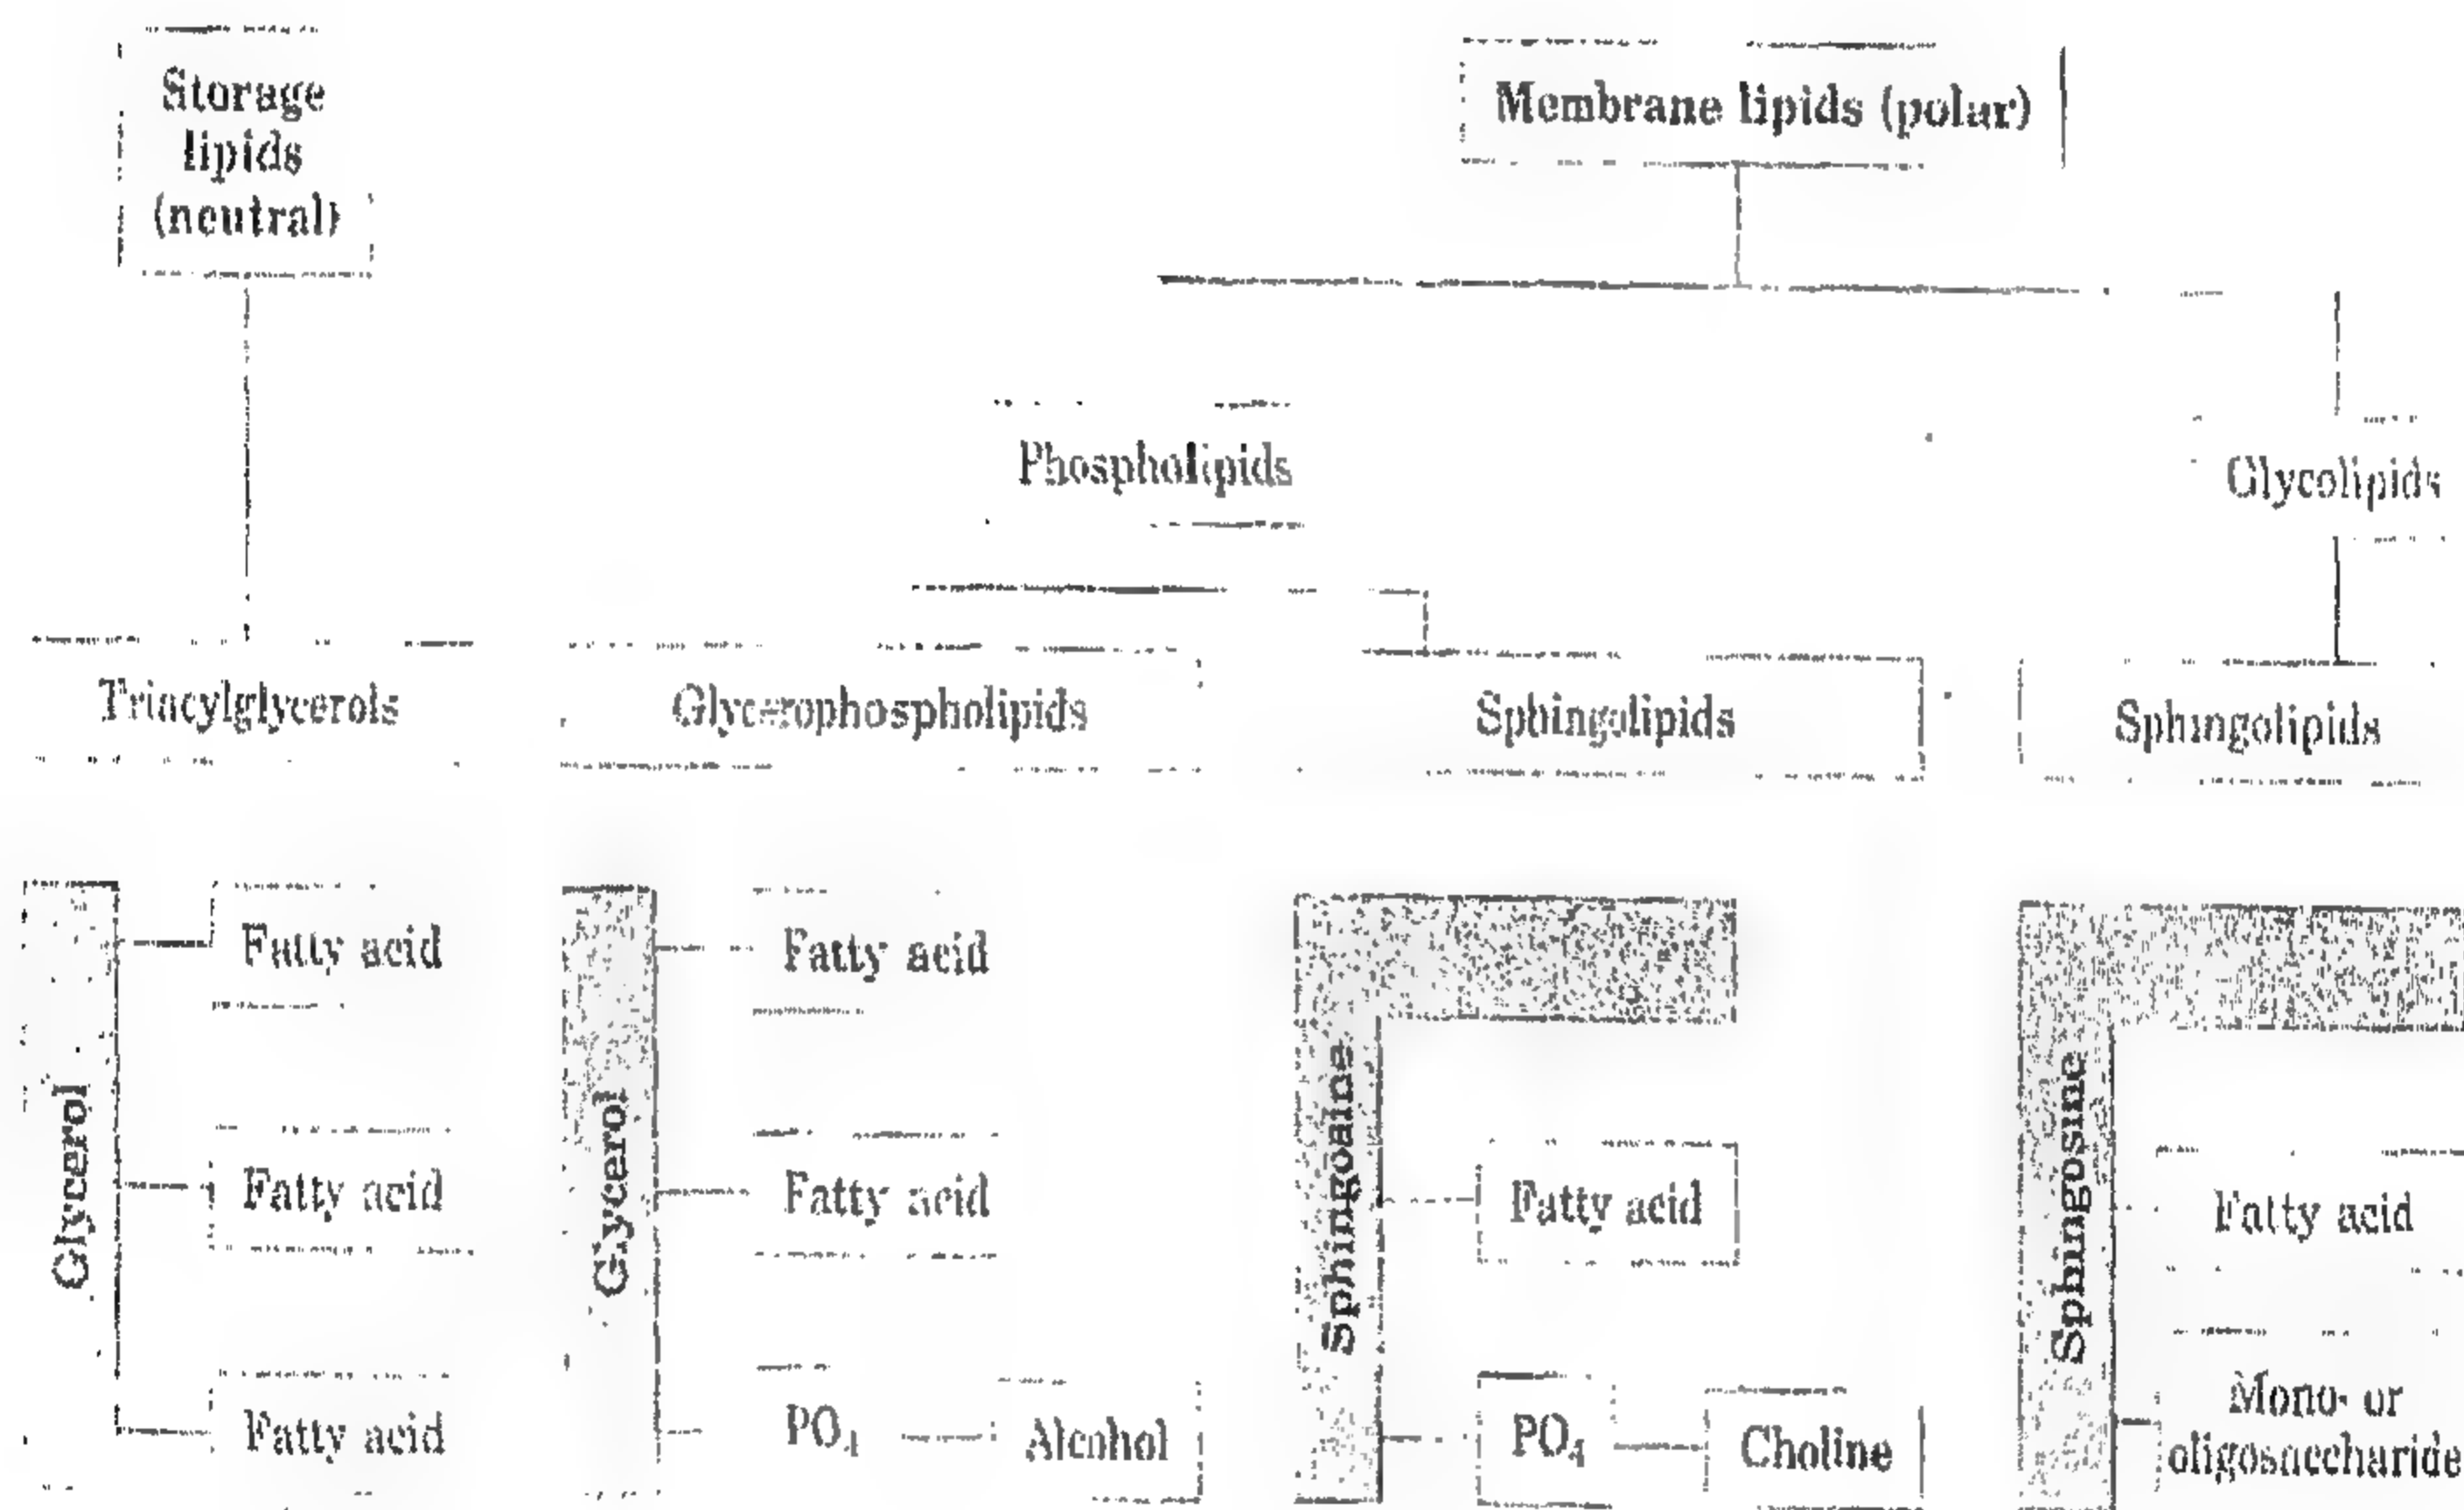 Storage
lipids
(neutral)
Membrane lipids (polar)
Phospholipids
Glycolipids
Triacylglycerols
Glycerophospholipids
Sphingolipids
Sphingolipids
Glycerol
Fatty acid
Fatty acid
Fatty acid
Glycerol
Fatty acid
Fatty acid
PO₄
Alcohol
Sphingosine
Fatty acid
PO₄
Choline
Sphingosine
Fatty acid
Mono- or
oligosaccharide